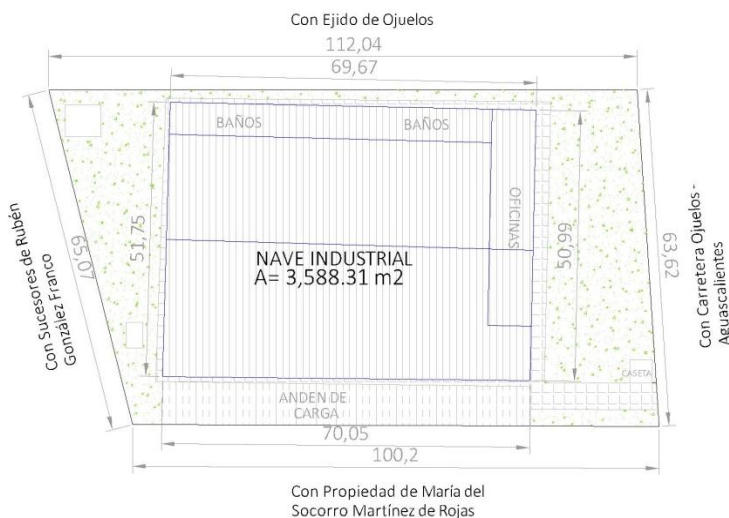 Con Ejido de Ojuelos
112,04
69,67
BAÑOS
BAÑOS
OFICINAS
51,75
50,99
65,07
63,62
Con Sucesores de Rubén
González Franco
NAVE INDUSTRIAL
A= 3,588.31 m2
Con Carretera Ojuelos -
Aguascalientes
CASETA
ANDEN DE
CARGA
70,05
100,2
Con Propiedad de María del
Socorro Martínez de Rojas